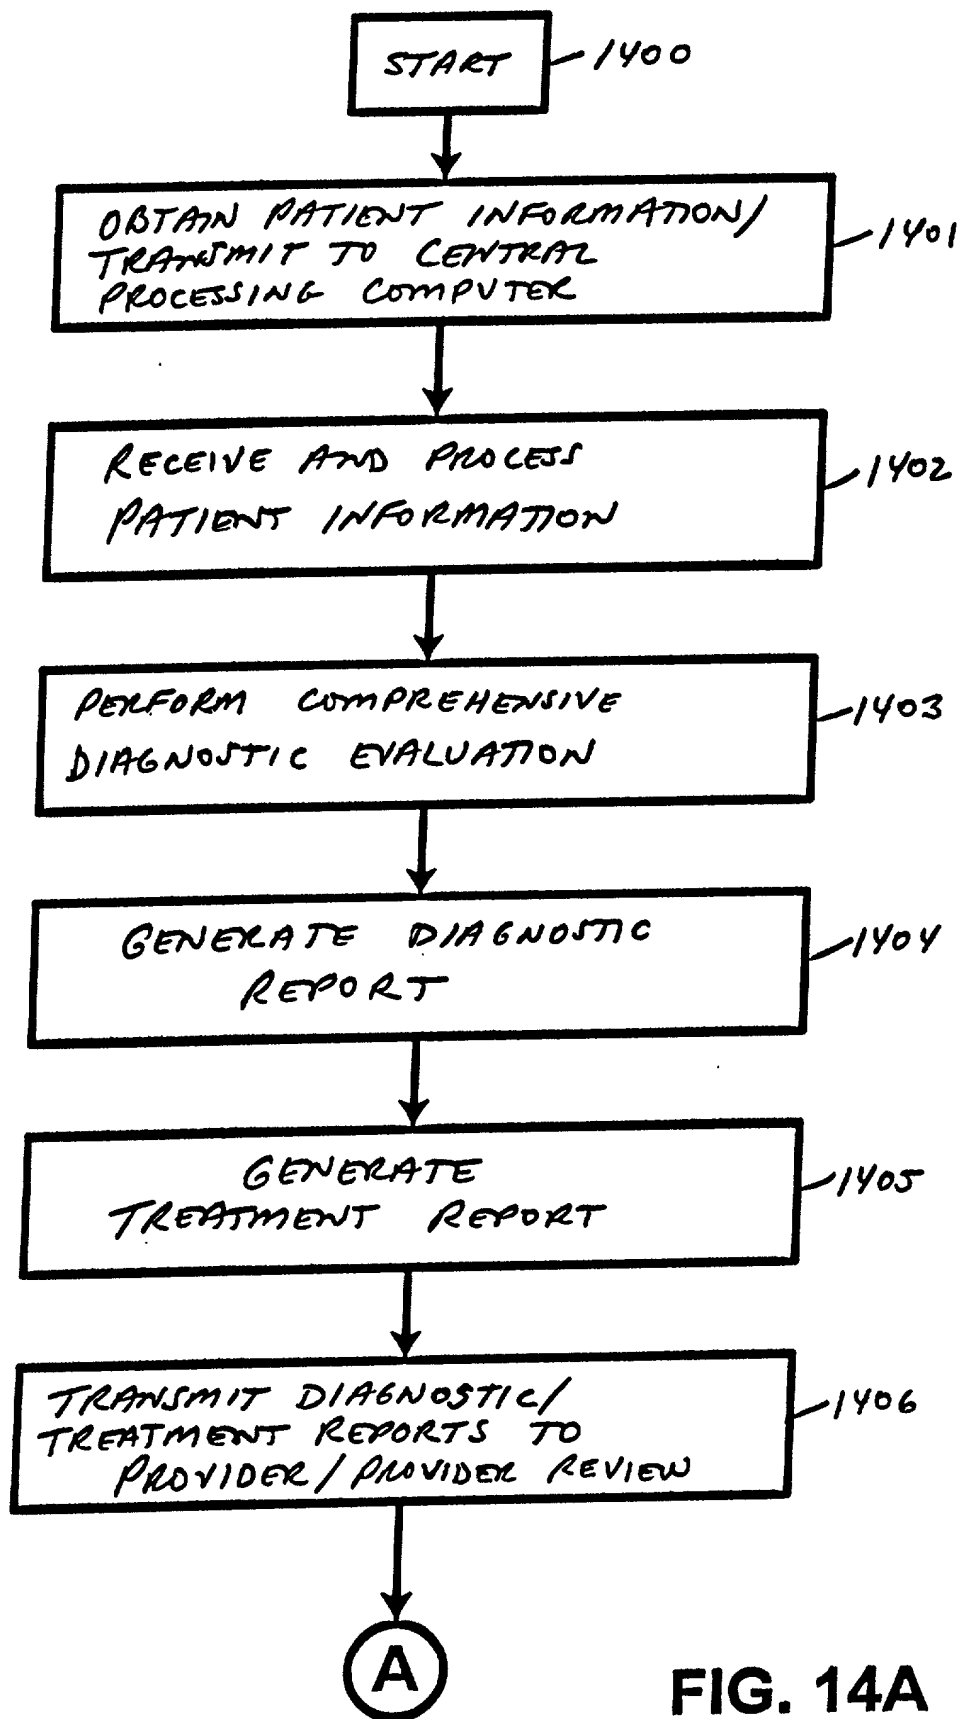 START
1400
OBTAIN PATIENT INFORMATION/
TRANSMIT TO CENTRAL
PROCESSING COMPUTER
1401
RECEIVE AND PROCESS
PATIENT INFORMATION
1402
PERFORM COMPREHENSIVE
DIAGNOSTIC EVALUATION
1403
GENERATE DIAGNOSTIC
REPORT
1404
GENERATE
TREATMENT REPORT
1405
TRANSMIT DIAGNOSTIC/
TREATMENT REPORTS TO
PROVIDER/PROVIDER REVIEW
1406
A
FIG. 14A